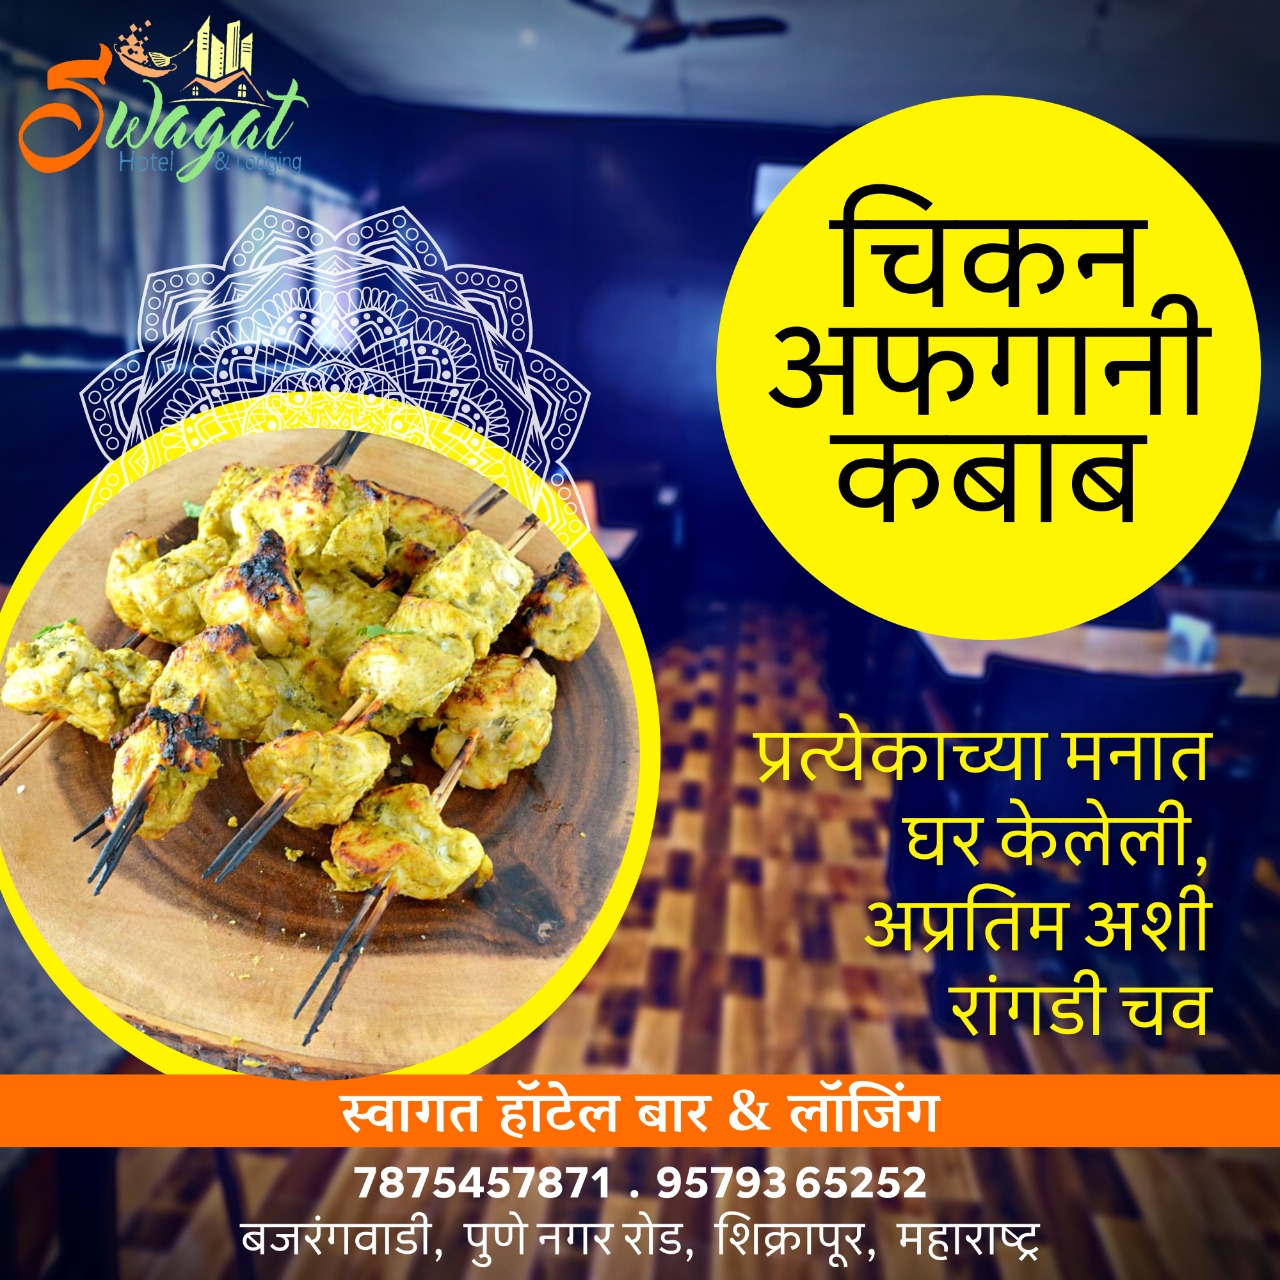 Swagat
Hotel & Lodging
चिकन
अफगानी
कबाब
प्रत्येकाच्या मनात
घर केलेली,
अप्रतिम अशी
रांगडी चव
स्वागत हॉटेल बार & लॉजिंग
7875457871 . 9579365252
बजरंगवाडी, पुणे नगर रोड, शिक्रापूर, महाराष्ट्र